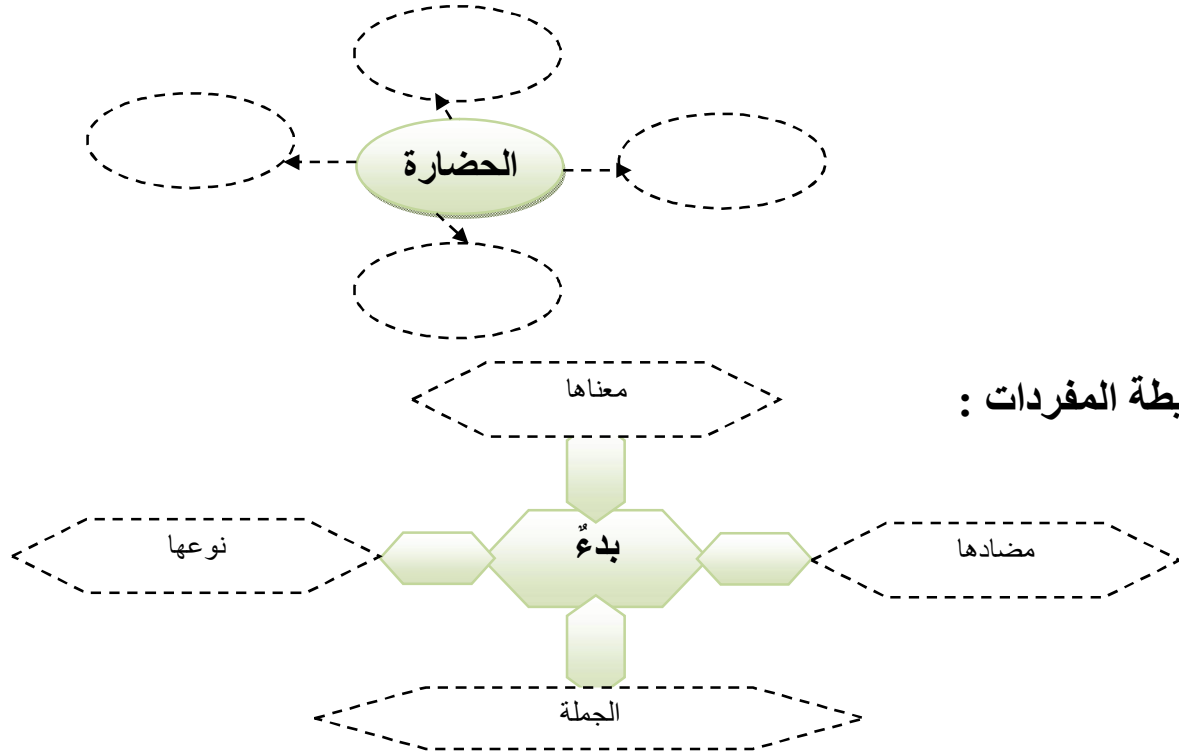 الحضارة
معناها
بطة المفردات :
مضادها
بدءٌ
نوعها
الجملة